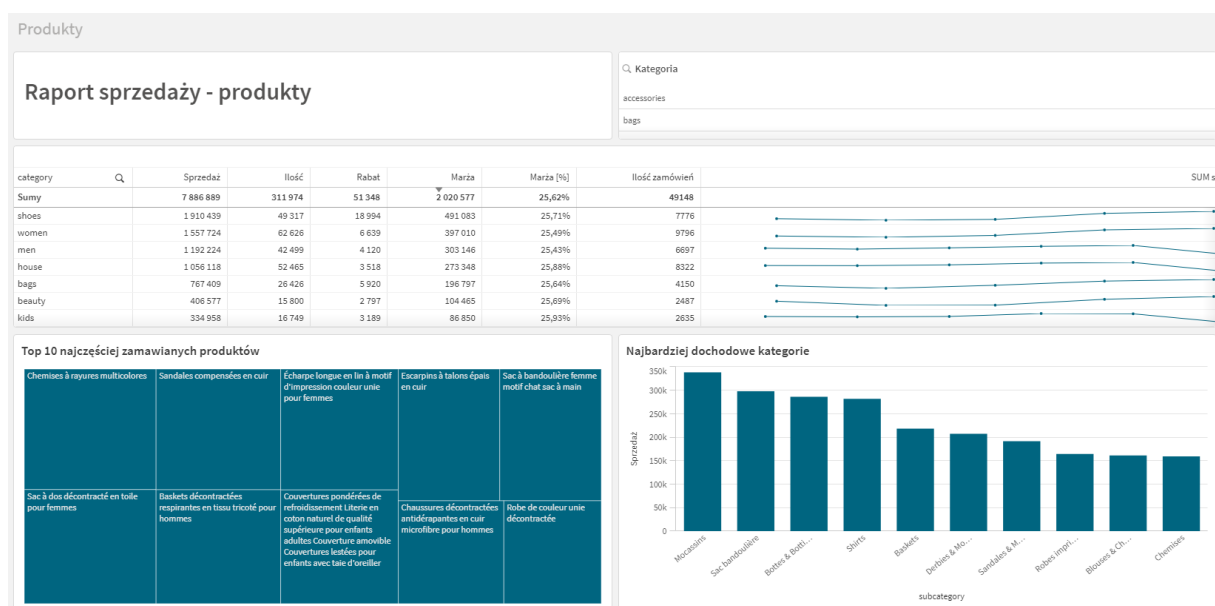 Produkty
Raport sprzedaży - produkty
Kategoria
accessories
bags
category Sprzedaż Ilość Rabat Marża Marża [%] Ilość zamówień SUM s
Sumy 7 886 889 311 974 51 348 2 020 577 25,62% 49148
shoes 1 910 439 49 317 18 994 491 083 25,71% 7776
women 1 557 724 62 626 6 639 397 010 25,49% 9796
men 1 192 224 42 499 4 120 303 146 25,43% 6697
house 1 056 118 52 465 3 518 273 348 25,88% 8322
bags 767 409 26 426 5 920 196 797 25,64% 4150
beauty 406 577 15 800 2 797 104 465 25,69% 2487
kids 334 958 16 749 3 189 86 850 25,93% 2635
Top 10 najczęściej zamawianych produktów
Chemises à rayures multicolores
Sandales compensées en cuir
Écharpe longue en lin à motif
d'impression couleur unie
pour femmes
Escarpins à talons épais
en cuir
Sac à bandoulière femme
motif chat sac à main
Sac à dos décontracté en toile
pour femmes
Baskets décontractées
respirantes en tissu tricoté pour
hommes
Couvertures pondérées de
refroidissement Literie en
coton naturel de qualité
supérieure pour enfants
adultes Couverture amovible
Couvertures lestées pour
enfants avec taie d'oreiller
Chaussures décontractées
antidérapantes en cuir
microfibre pour hommes
Robe de couleur unie
décontractée
Najbardziej dochodowe kategorie
Sprzedaż
350k
300k
250k
200k
150k
100k
50k
0
Mocassins
Sac bandoulière
Bottes & Botti...
Shirts
Baskets
Derbies & Mo...
Sandales & M...
Robes impri...
Blouses & Ch...
Chemises
subcategory